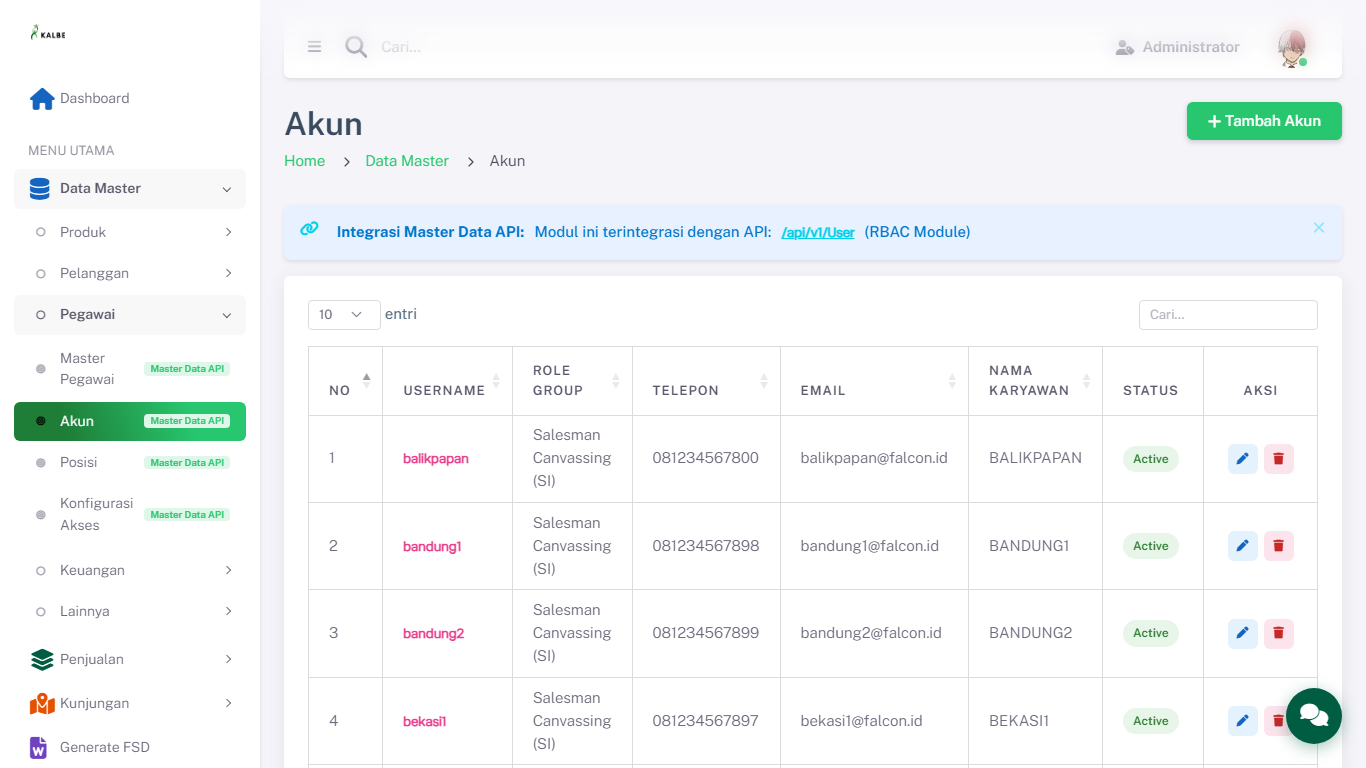 KALBE
Dashboard
MENU UTAMA
Data Master
Produk
Pelanggan
Pegawai
Master
Pegawai
Master Data API
Akun
Master Data API
Posisi
Master Data API
Konfigurasi
Akses
Master Data API
Keuangan
Lainnya
Penjualan
Kunjungan
Generate FSD
Cari...
Administrator
Akun
Tambah Akun
Home > Data Master > Akun
Integrasi Master Data API: Modul ini terintegrasi dengan API: /api/v1/User (RBAC Module)
10 entri
Cari...
NO USERNAME ROLE GROUP TELEPON EMAIL NAMA KARYAWAN STATUS AKSI
1 balikpapan Salesman Canvassing (SI) 081234567800 balikpapan@falcon.id BALIKPAPAN Active
2 bandung1 Salesman Canvassing (SI) 081234567898 bandung1@falcon.id BANDUNG1 Active
3 bandung2 Salesman Canvassing (SI) 081234567899 bandung2@falcon.id BANDUNG2 Active
4 bekasi1 Salesman Canvassing (SI) 081234567897 bekasi1@falcon.id BEKASI1 Active